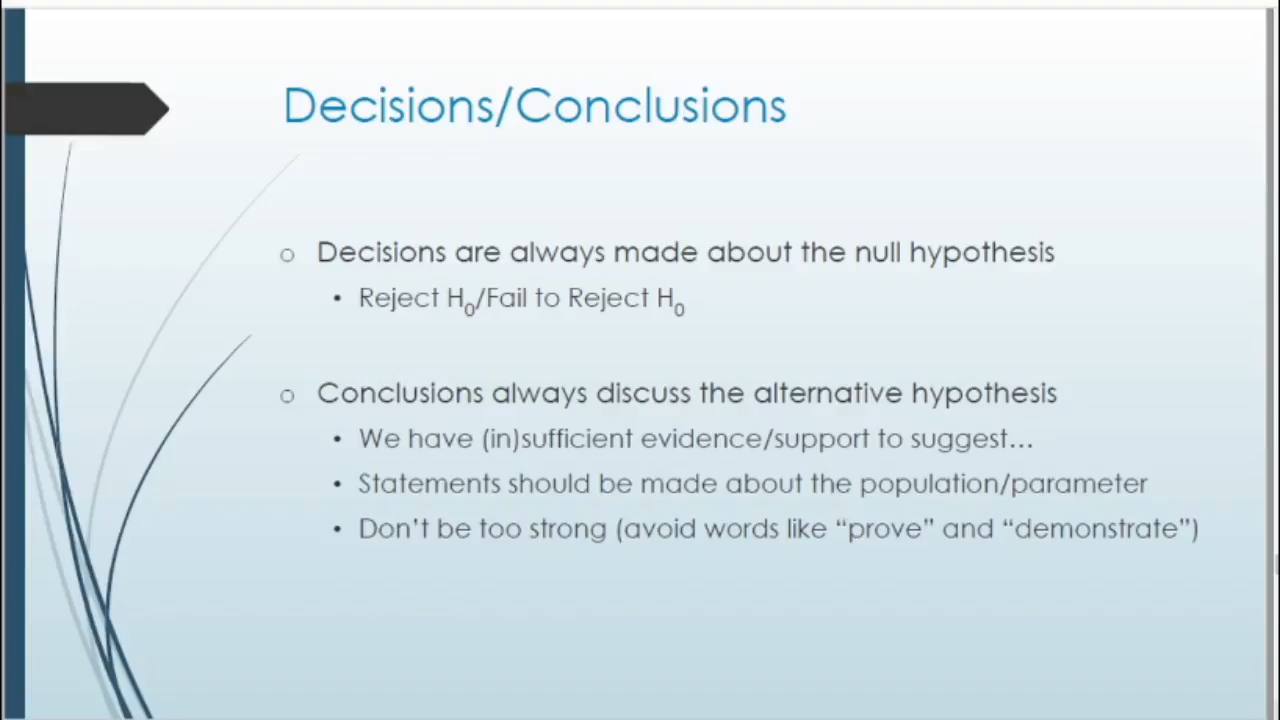 Decisions/Conclusions
○ Decisions are always made about the null hypothesis
• Reject H₀/Fail to Reject H₀
○ Conclusions always discuss the alternative hypothesis
• We have (in)sufficient evidence/support to suggest…
• Statements should be made about the population/parameter
• Don’t be too strong (avoid words like “prove” and “demonstrate”)